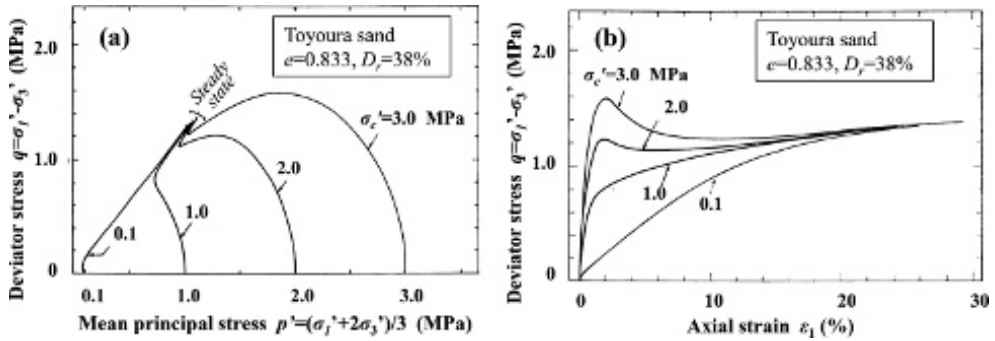 (a)
Toyoura sand
e=0.833, Dr=38%
Steady
state
σc'=3.0 MPa
2.0
1.0
0.1
2.0
1.0
0
0.1 1.0 2.0 3.0
Deviator stress q=σ1'-σ3' (MPa)
Mean principal stress p'=(σ1'+2σ3')/3 (MPa)
(b)
Toyoura sand
e=0.833, Dr=38%
σc'=3.0 MPa
2.0
1.0
0.1
2.0
1.0
0
0 10 20 30
Deviator stress q=σ1'-σ3' (MPa)
Axial strain ε1 (%)